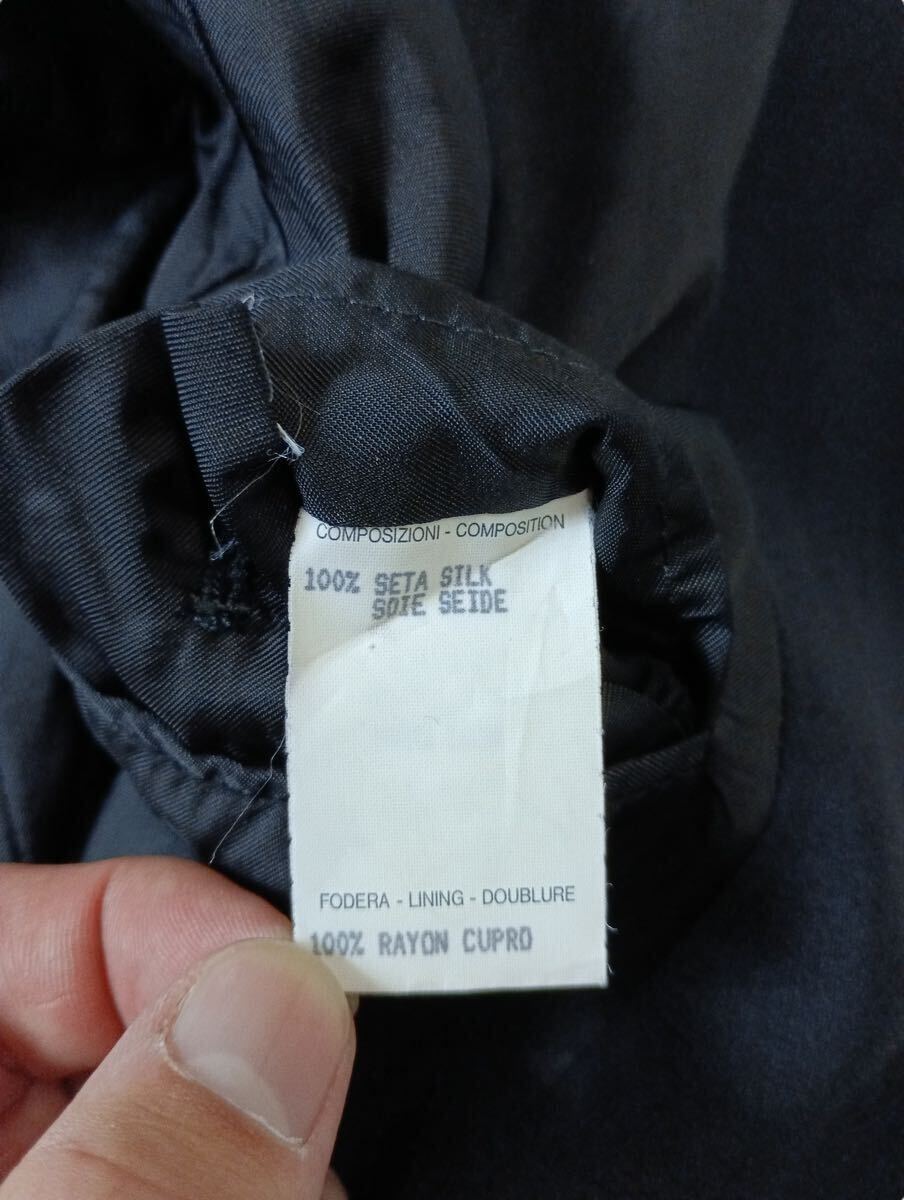 COMPOSIZIONI - COMPOSITION
100% SETA SILK
SOIE SEIDE
FODERA - LINING - DOUBLURE
100% RAYON CUPRO